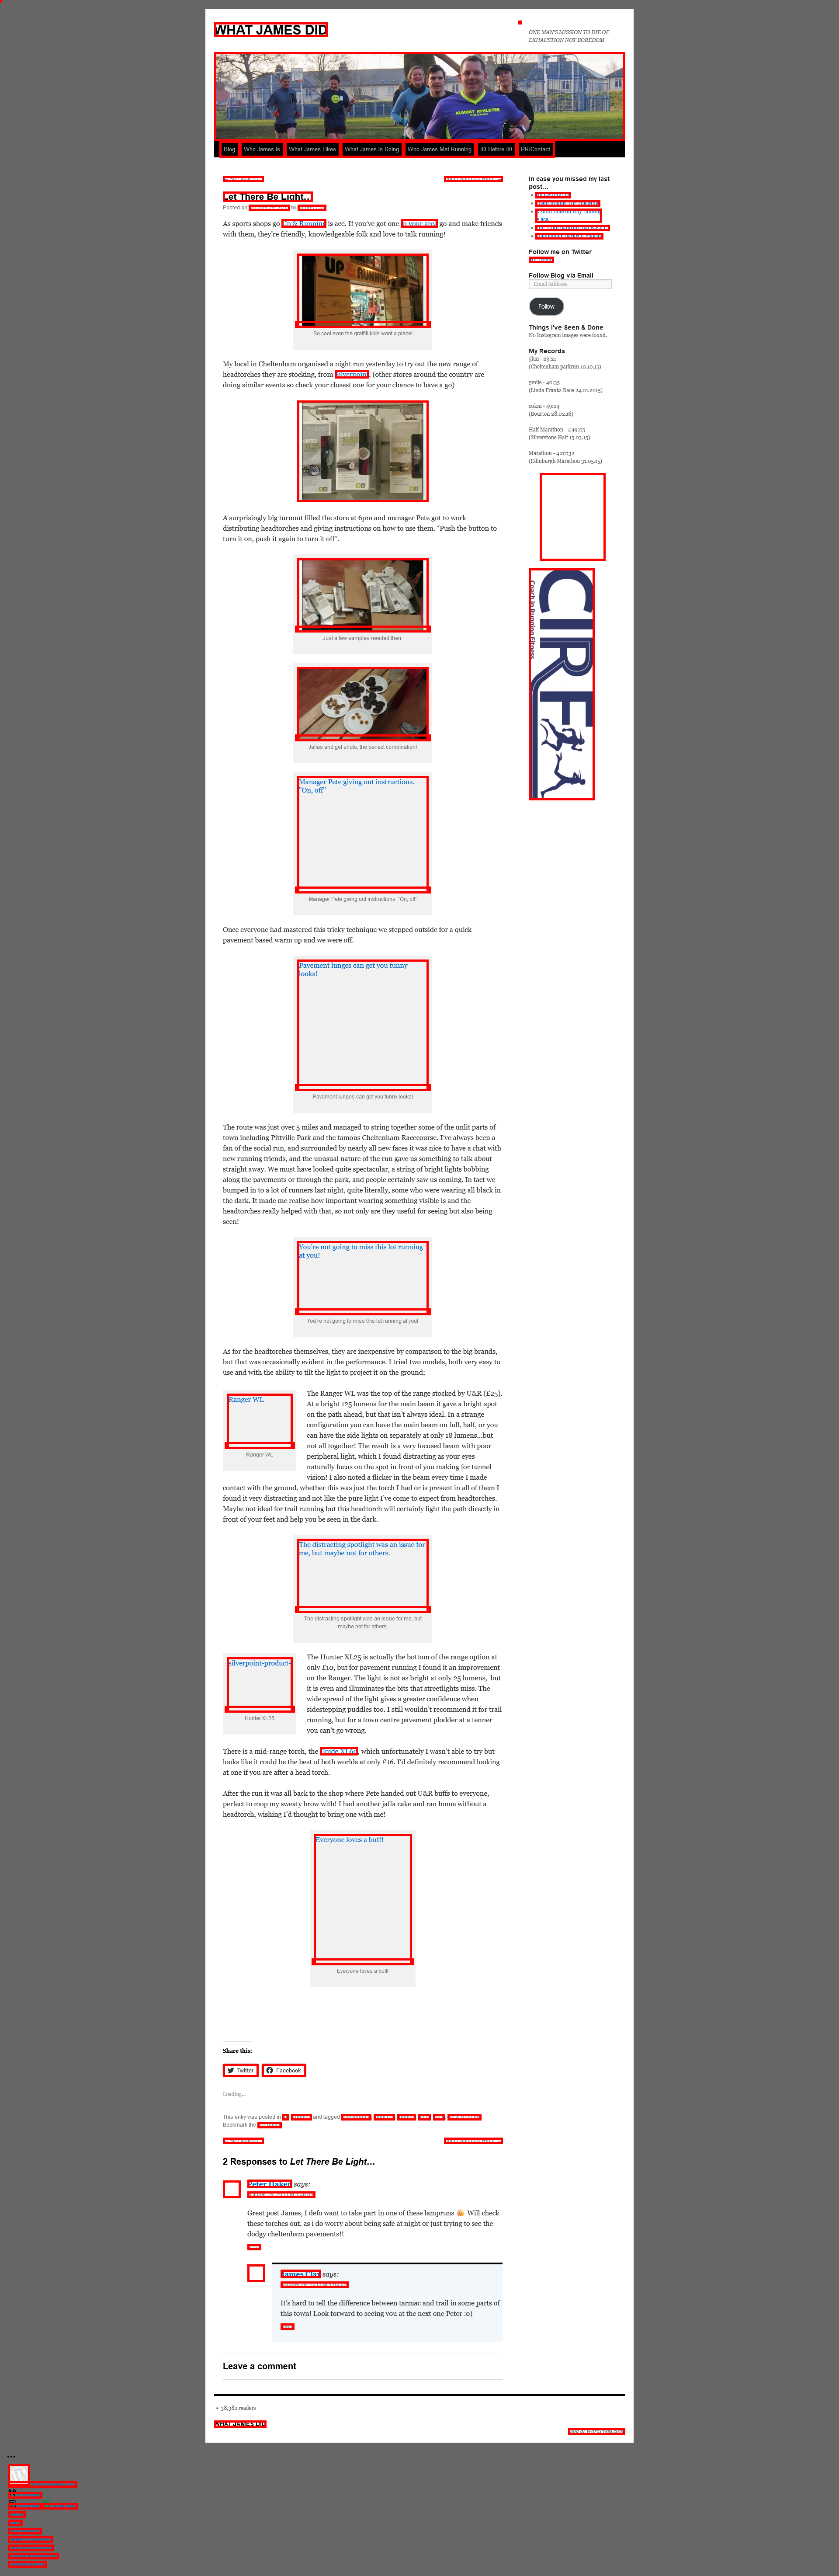 WHAT JAMES DID
ONE MAN'S MISSION TO DIE OF
EXHAUSTION NOT BOREDOM
ALMOST ATHLETES
Blog
Who James Is
What James Likes
What James Is Doing
Who James Met Running
40 Before 40
PR/Contact
Let There Be Light…
Posted on
by
As sports shops go Up & Running is ace. If you've got one in your area go and make friends
with them, they're friendly, knowledgeable folk and love to talk running!
UP & RUNNING
So cool even the graffiti kids want a piece!
My local in Cheltenham organised a night run yesterday to try out the new range of
headtorches they are stocking, from Silverpoint. (other stores around the country are
doing similar events so check your closest one for your chance to have a go)
A surprisingly big turnout filled the store at 6pm and manager Pete got to work
distributing headtorches and giving instructions on how to use them. "Push the button to
turn it on, push it again to turn it off".
Just a few samples needed then.
Jaffas and gel shots, the perfect combination!
Manager Pete giving out instructions.
"On, off"
Manager Pete giving out instructions. "On, off"
Once everyone had mastered this tricky technique we stepped outside for a quick
pavement based warm up and we were off.
Pavement lunges can get you funny
looks!
Pavement lunges can get you funny looks!
The route was just over 5 miles and managed to string together some of the unlit parts of
town including Pittville Park and the famous Cheltenham Racecourse. I've always been a
fan of the social run, and surrounded by nearly all new faces it was nice to have a chat with
new running friends, and the unusual nature of the run gave us something to talk about
straight away. We must have looked quite spectacular, a string of bright lights bobbing
along the pavements or through the park, and people certainly saw us coming. In fact we
bumped in to a lot of runners last night, quite literally, some who were wearing all black in
the dark. It made me realise how important wearing something visible is and the
headtorches really helped with that, so not only are they useful for seeing but also being
seen!
You're not going to miss this lot running
at you!
You're not going to miss this lot running at you!
As for the headtorches themselves, they are inexpensive by comparison to the big brands,
but that was occasionally evident in the performance. I tried two models, both very easy to
use and with the ability to tilt the light to project it on the ground;
Ranger WL
Ranger WL
The Ranger WL was the top of the range stocked by U&R (£25).
At a bright 125 lumens for the main beam it gave a bright spot
on the path ahead, but that isn't always ideal. In a strange
configuration you can have the main beam on full, half, or you
can have the side lights on separately at only 18 lumens…but
not all together! The result is a very focused beam with poor
peripheral light, which I found distracting as your eyes
naturally focus on the spot in front of you making for tunnel
vision! I also noted a flicker in the beam every time I made
contact with the ground, whether this was just the torch I had or is present in all of them I
found it very distracting and not like the pure light I've come to expect from headtorches.
Maybe not ideal for trail running but this headtorch will certainly light the path directly in
front of your feet and help you be seen in the dark.
The distracting spotlight was an issue for
me, but maybe not for others.
The distracting spotlight was an issue for me, but
maybe not for others.
silverpoint-product-
Hunter XL25
The Hunter XL25 is actually the bottom of the range option at
only £10, but for pavement running I found it an improvement
on the Ranger. The light is not as bright at only 25 lumens, but
it is even and illuminates the bits that streetlights miss. The
wide spread of the light gives a greater confidence when
sidestepping puddles too. I still wouldn't recommend it for trail
running, but for a town centre pavement plodder at a tenner
you can't go wrong.
There is a mid-range torch, the Guide XL65, which unfortunately I wasn't able to try but
looks like it could be the best of both worlds at only £16. I'd definitely recommend looking
at one if you are after a head torch.
After the run it was all back to the shop where Pete handed out U&R buffs to everyone,
perfect to mop my sweaty brow with! I had another jaffa cake and ran home without a
headtorch, wishing I'd thought to bring one with me!
Everyone loves a buff!
Everyone loves a buff!
Share this:
Twitter
Facebook
Loading...
This entry was posted in
and tagged
Bookmark the
2 Responses to Let There Be Light…
Peter Haken says:
Great post James, I defo want to take part in one of these lampruns 😀 Will check
these torches out, as i do worry about being safe at night or just trying to see the
dodgy cheltenham pavements!!
James Clay says:
It's hard to tell the difference between tarmac and trail in some parts of
this town! Look forward to seeing you at the next one Peter :o)
Leave a comment
In case you missed my last
post…
A short note on why running
is ace.
Follow me on Twitter
Follow Blog via Email
Email Address
Follow
Things I've Seen & Done
No Instagram images were found.
My Records
5km - 23:21
(Cheltenham parkrun 10.10.15)
5mile - 40:35
(Linda Franks Race 24.02.2015)
10km - 49:24
(Bourton 28.02.16)
Half Marathon - 1:49:05
(Silverstone Half 15.03.15)
Marathon - 4:07:32
(Edinburgh Marathon 31.05.15)
CIRF
Coach in Running Fitness
38,382 readers
WHAT JAMES DID